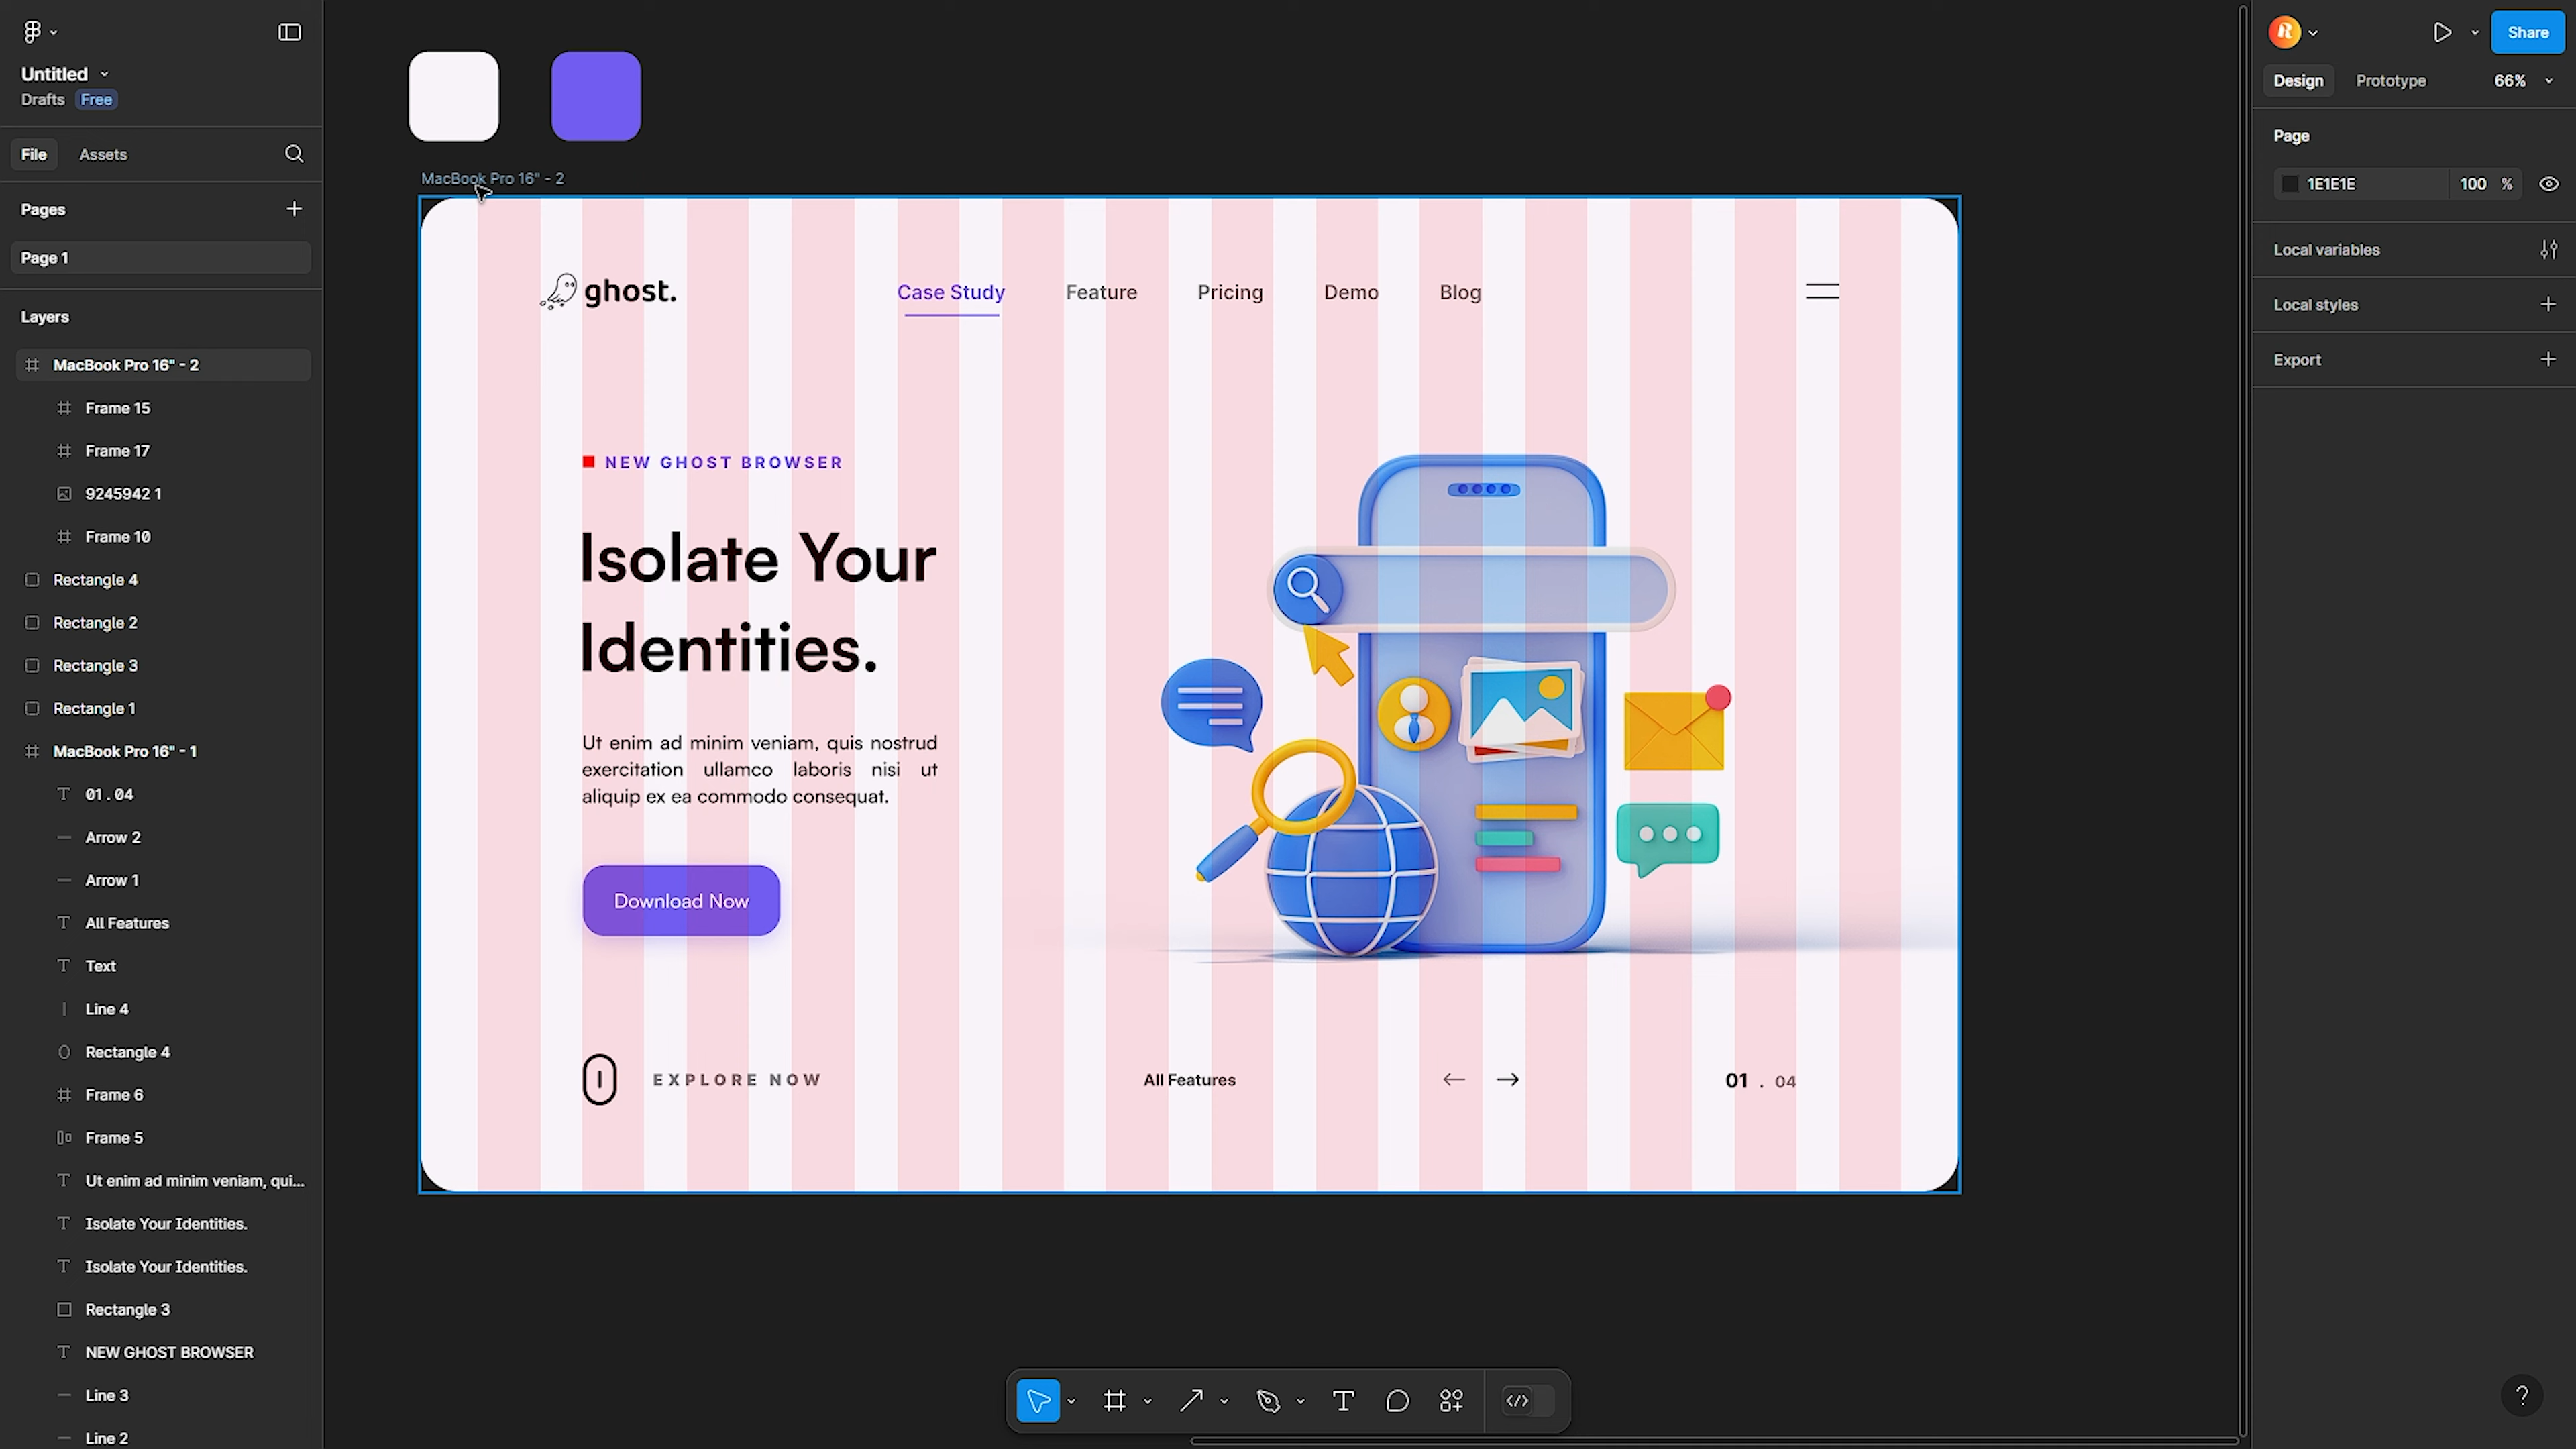 Untitled
Drafts Free
File Assets
Pages
Page 1
Layers
MacBook Pro 16" - 2
Frame 15
Frame 17
9245942 1
Frame 10
Rectangle 4
Rectangle 2
Rectangle 3
Rectangle 1
MacBook Pro 16" - 1
01 . 04
Arrow 2
Arrow 1
All Features
Text
Line 4
Rectangle 4
Frame 6
Frame 5
Ut enim ad minim veniam, qui...
Isolate Your Identities.
Isolate Your Identities.
Rectangle 3
NEW GHOST BROWSER
Line 3
Line 2
MacBook Pro 16" - 2
ghost.
Case Study Feature Pricing Demo Blog
NEW GHOST BROWSER
Isolate Your
Identities.
Ut enim ad minim veniam, quis nostrud
exercitation ullamco laboris nisi ut
aliquip ex ea commodo consequat.
Download Now
EXPLORE NOW
All Features
01 . 04
R
Share
Design Prototype 66%
Page
1E1E1E 100 %
Local variables
Local styles
Export
?